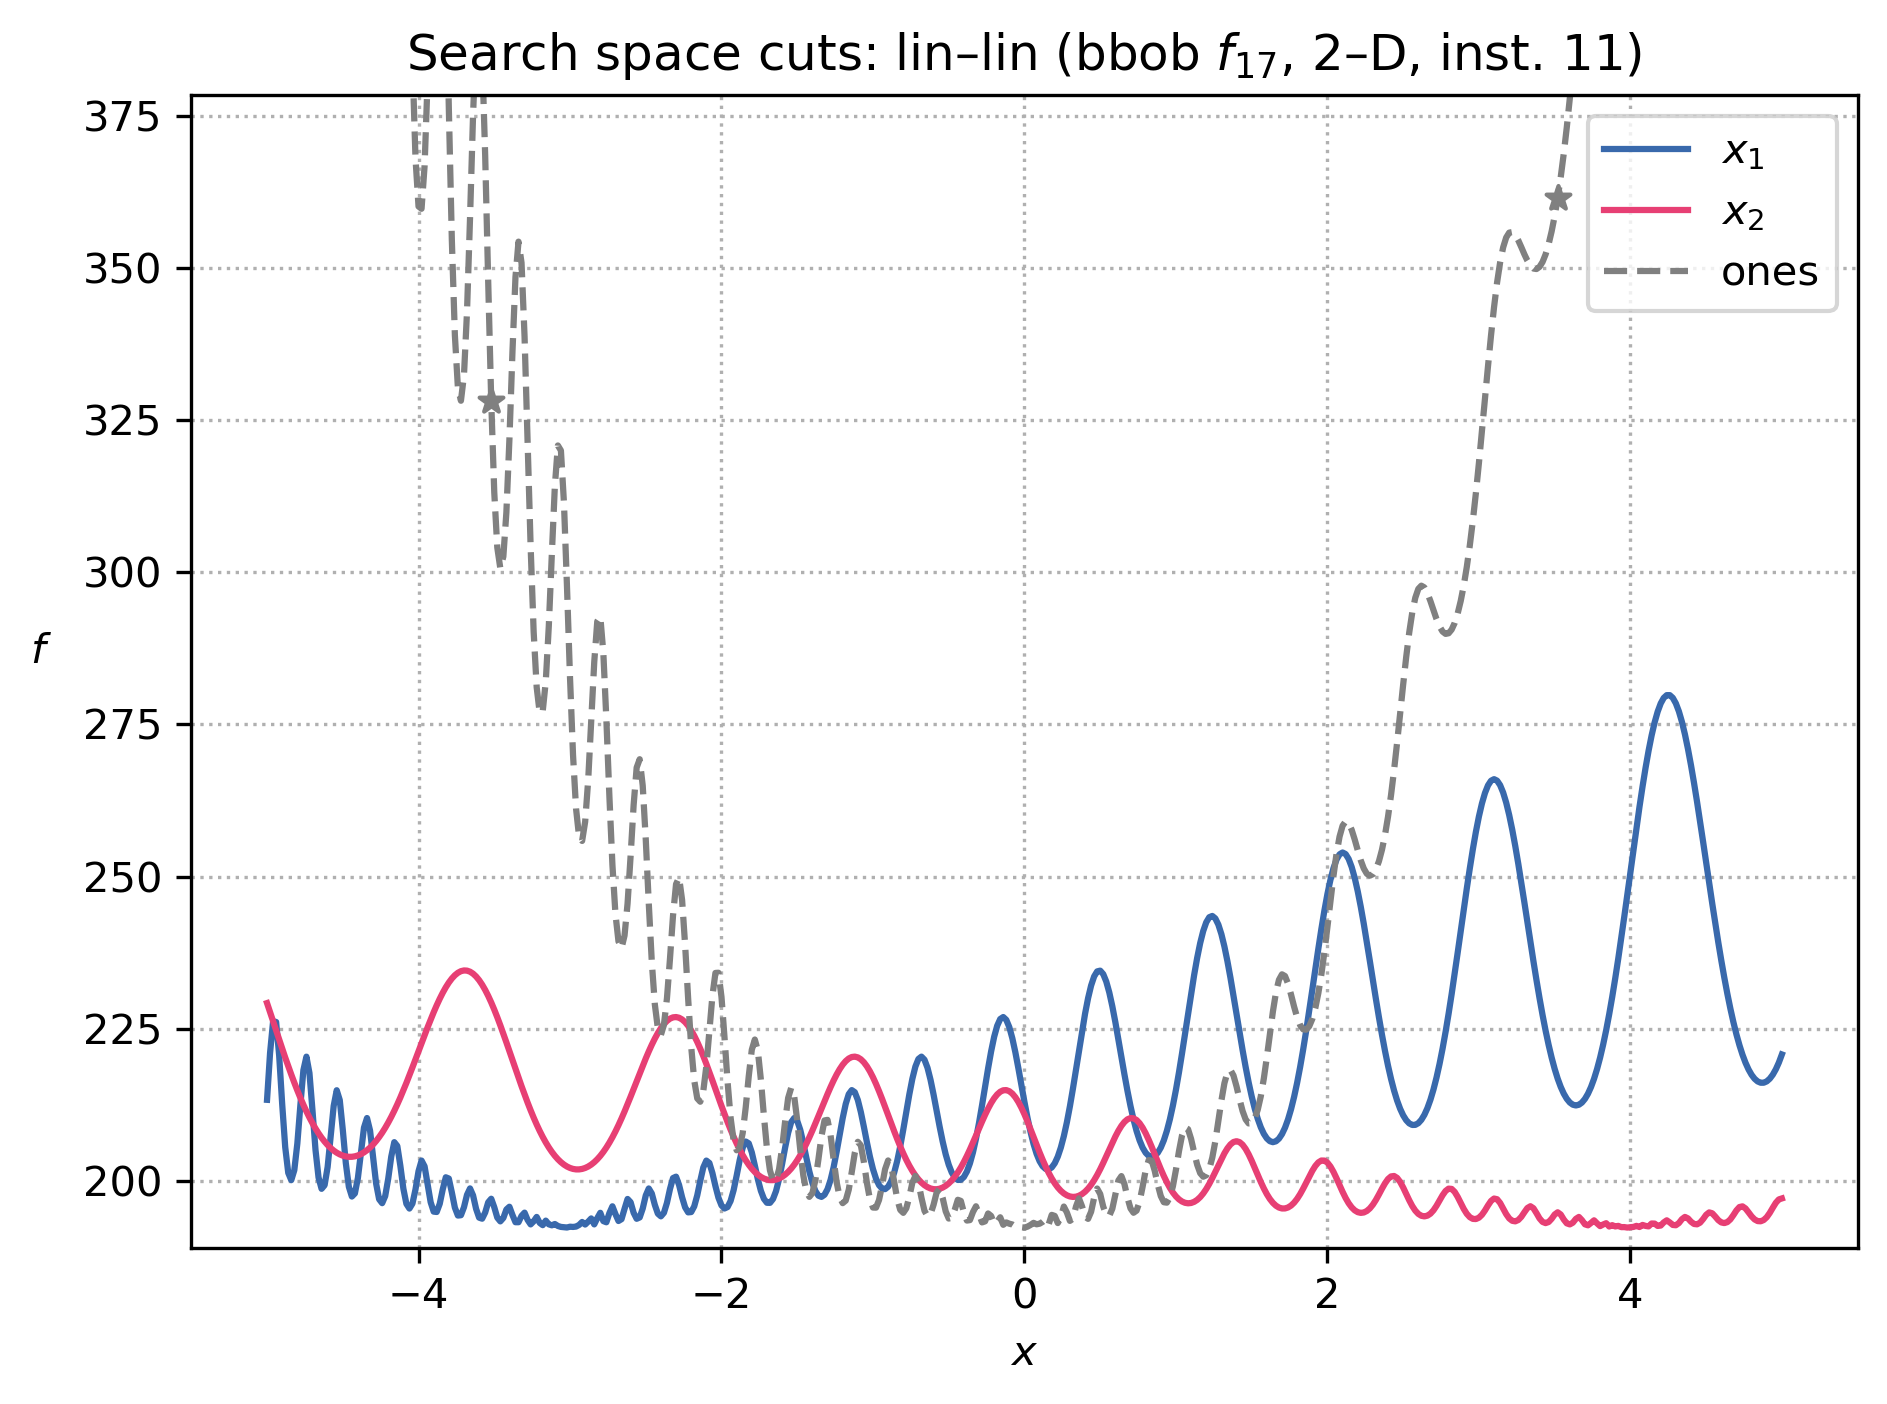 Search space cuts: lin–lin (bbob f₁₇, 2–D, inst. 11)
375
350
325
300
275
250
225
200
f
x₁
x₂
ones
−4
−2
0
2
4
x